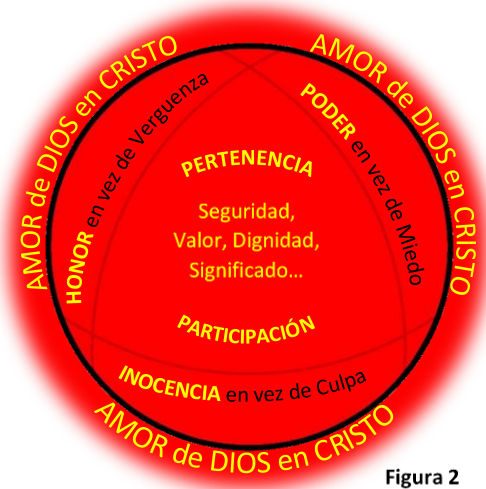 AMOR de DIOS en CRISTO
AMOR de DIOS en CRISTO
HONOR en vez de Verguenza
PODER en vez de Miedo
PERTENENCIA
Seguridad,
Valor, Dignidad,
Significado...
PARTICIPACIÓN
INOCENCIA en vez de Culpa
AMOR de DIOS en CRISTO
Figura 2